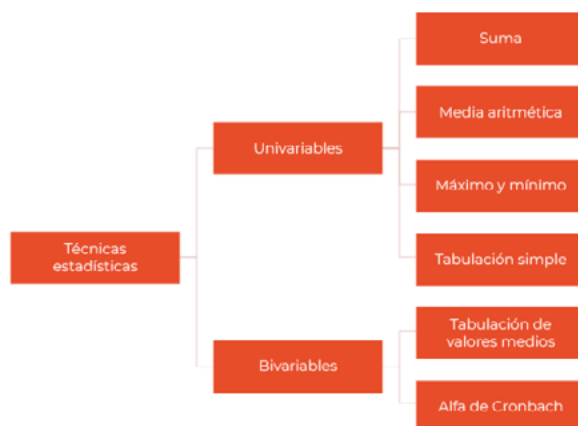 Suma
Media aritmética
Univariables
Máximo y mínimo
Técnicas
estadísticas
Tabulación simple
Tabulación de
valores medios
Bivariables
Alfa de Cronbach